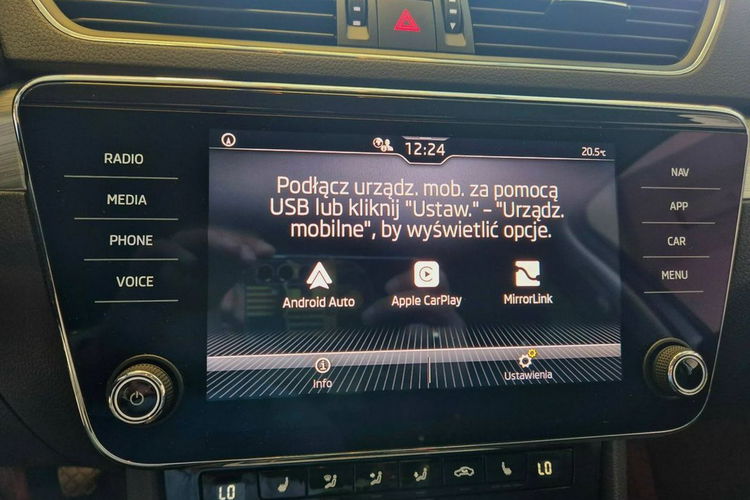 12:24
20.5°C
RADIO
MEDIA
PHONE
VOICE
Podłącz urządz. mob. za pomocą
USB lub kliknij "Ustaw." – "Urządz.
mobilne", by wyświetlić opcje.
Android Auto
Apple CarPlay
MirrorLink
Info
Ustawienia
NAV
APP
CAR
MENU
LO
LO